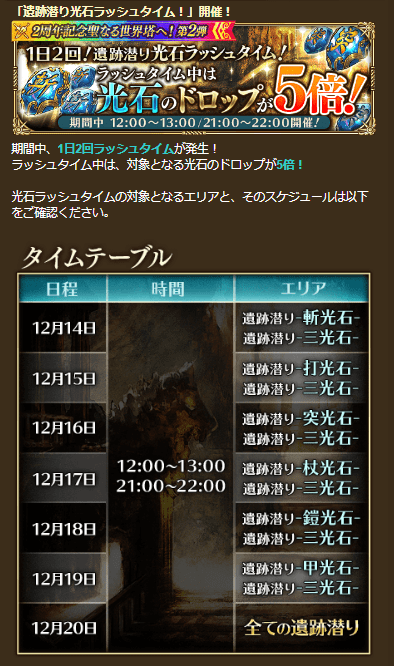 「遺跡潜り光石ラッシュタイム！」開催！
2周年記念聖なる世界塔へ！第2弾
1日2回！遺跡潜り光石ラッシュタイム！
ラッシュタイム中は
光石のドロップが5倍！
期間中 12:00～13:00/21:00～22:00開催！
期間中、1日2回ラッシュタイムが発生！
ラッシュタイム中は、対象となる光石のドロップが5倍！
光石ラッシュタイムの対象となるエリアと、そのスケジュールは以下
をご確認ください。
タイムテーブル
日程 時間 エリア
12月14日
遺跡潜り-斬光石-
遺跡潜り-三光石-
12月15日
遺跡潜り-打光石-
遺跡潜り-三光石-
12月16日
遺跡潜り-突光石-
遺跡潜り-三光石-
12月17日
12:00～13:00
21:00～22:00
遺跡潜り-杖光石-
遺跡潜り-三光石-
12月18日
遺跡潜り-鎧光石-
遺跡潜り-三光石-
12月19日
遺跡潜り-甲光石-
遺跡潜り-三光石-
12月20日
全ての遺跡潜り